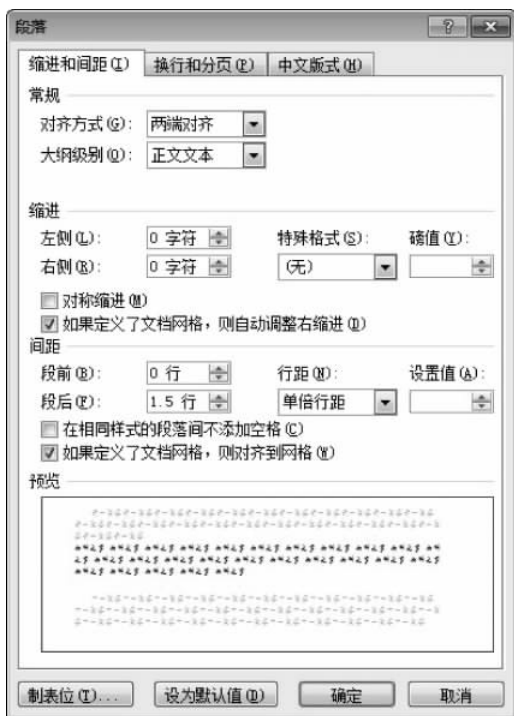 段落
缩进和间距(I) 换行和分页(P) 中文版式(H)
常规
对齐方式(G): 两端对齐
大纲级别(O): 正文文本
缩进
左侧(L): 0 字符 特殊格式(S): 磅值(Y):
右侧(R): 0 字符 (无)
对称缩进(M)
如果定义了文档网格，则自动调整右缩进(D)
间距
段前(B): 0 行 行距(N): 设置值(A):
段后(F): 1.5 行 单倍行距
在相同样式的段落间不添加空格(C)
如果定义了文档网格，则对齐到网格(W)
预览
制表位(T)... 设为默认值(D) 确定 取消